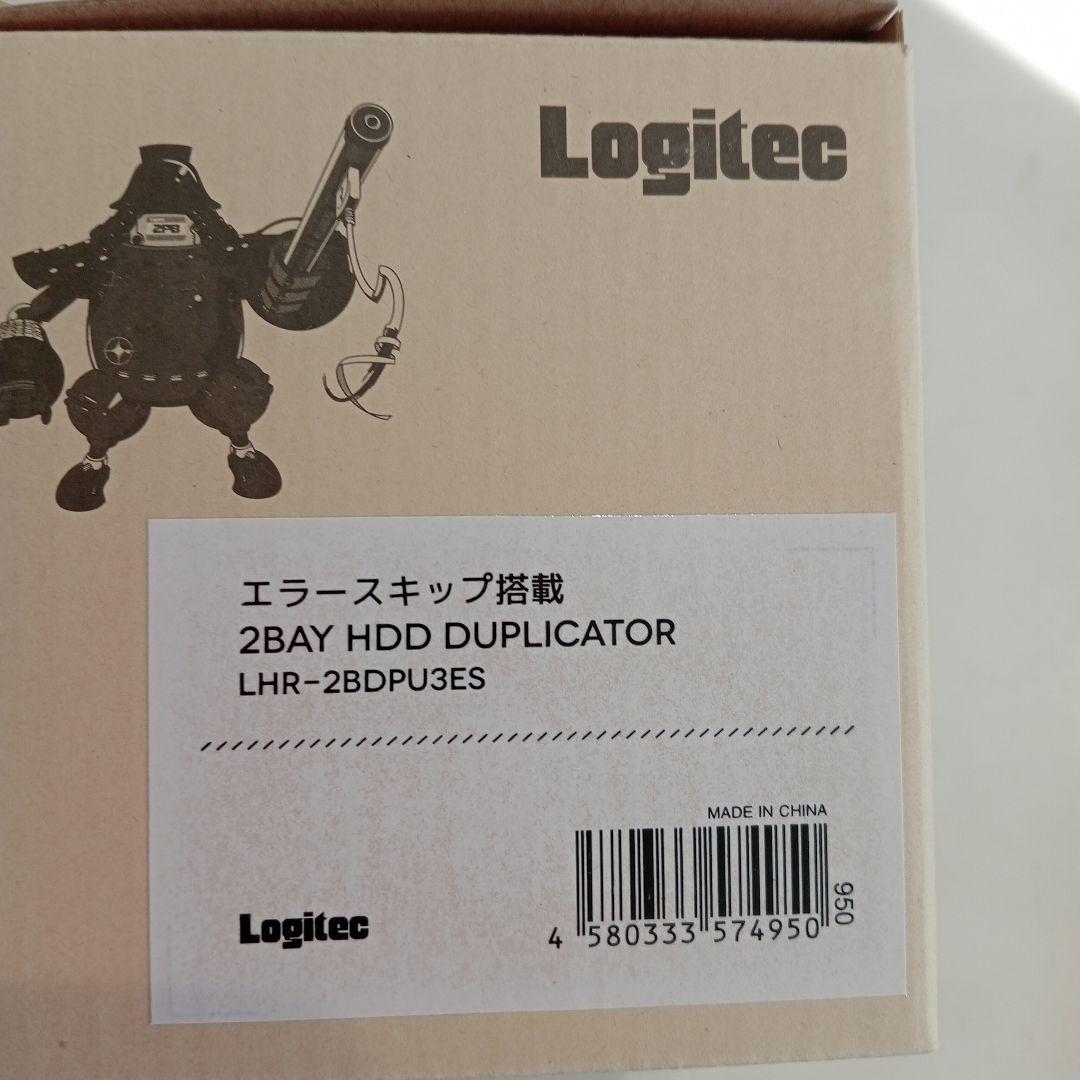 Logitec
ZPB
エラースキップ搭載
2BAY HDD DUPLICATOR
LHR-2BDPU3ES
MADE IN CHINA
950
4 580333 574950
Logitec